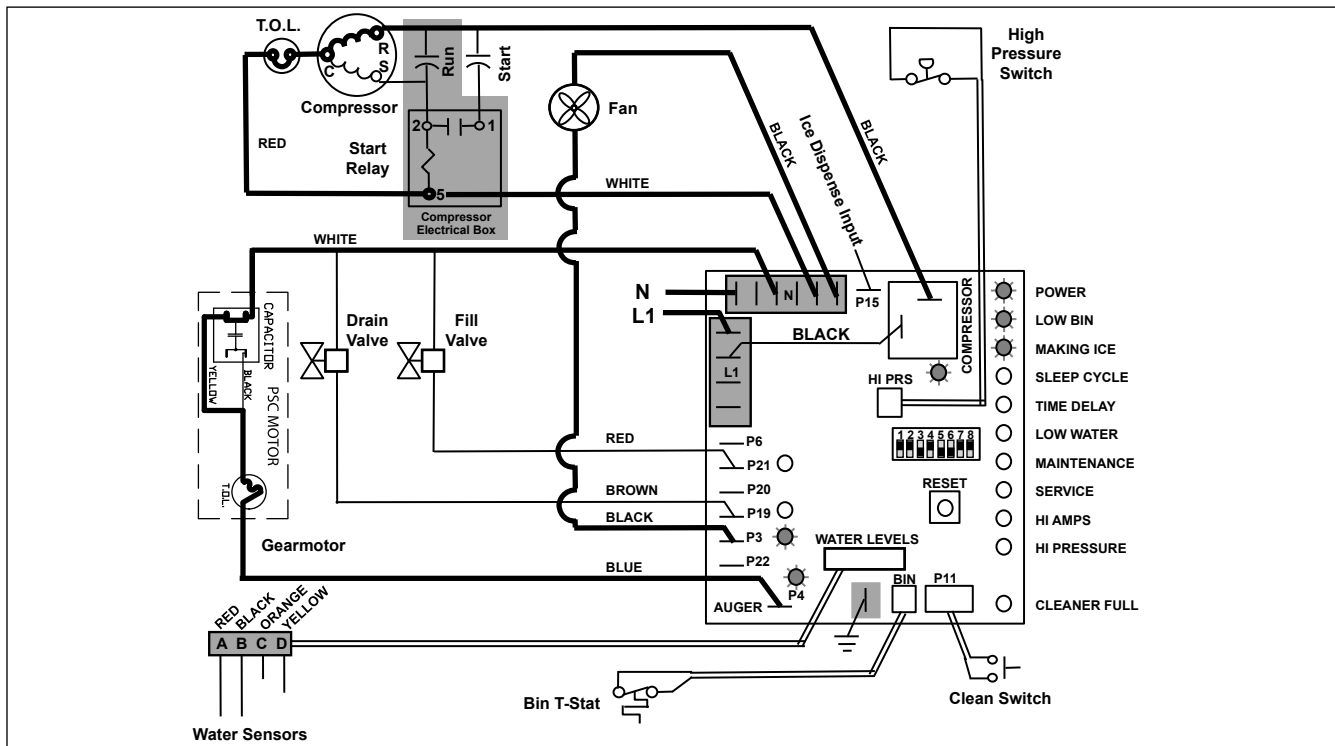 T.O.L.
R
S
C
Run
Start
Compressor
RED
2
1
Start
Relay
5
Compressor
Electrical Box
WHITE
Fan
BLACK
Ice Dispense Input
BLACK
High
Pressure
Switch
WHITE
CAPACITOR
YELLOW
BLACK
PSC MOTOR
T.O.L.
Gearmotor
Drain
Valve
Fill
Valve
N
L1
N
L1
P15
BLACK
COMPRESSOR
HI PRS
1 2 3 4 5 6 7 8
RESET
POWER
LOW BIN
MAKING ICE
SLEEP CYCLE
TIME DELAY
LOW WATER
MAINTENANCE
SERVICE
HI AMPS
HI PRESSURE
CLEANER FULL
RED
BROWN
BLACK
BLUE
P6
P21
P20
P19
P3
P22
P4
AUGER
WATER LEVELS
BIN
P11
RED
BLACK
ORANGE
YELLOW
A B C D
Water Sensors
Bin T-Stat
Clean Switch